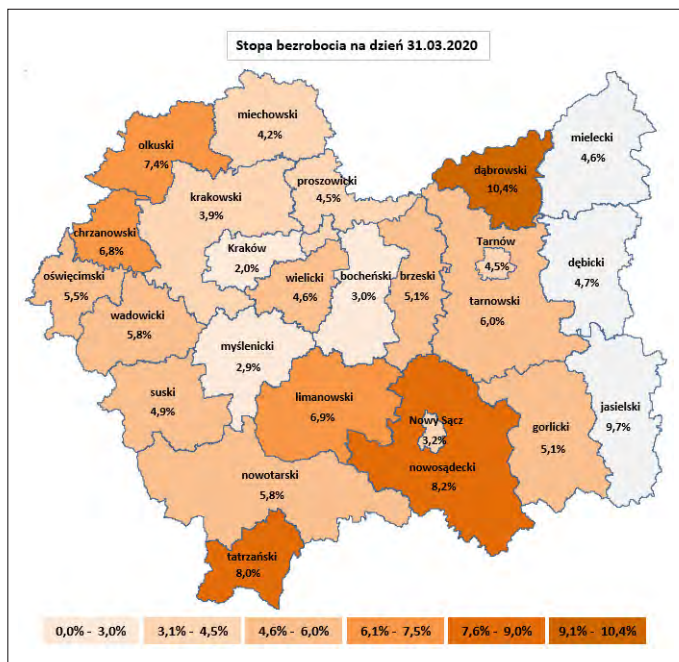 Stopa bezrobocia na dzień 31.03.2020
miechowski
4,2%
olkuski
7,4%
mielecki
4,6%
dąbrowski
10,4%
proszowicki
4,5%
krakowski
3,9%
chrzanowski
6,8%
Kraków
2,0%
Tarnów
4,5%
oświęcimski
5,5%
wielicki
4,6%
bocheński
3,0%
brzeski
5,1%
dębicki
4,7%
tarnowski
6,0%
wadowicki
5,8%
myślenicki
2,9%
suski
4,9%
limanowski
6,9%
Nowy Sącz
3,2%
gorlicki
5,1%
jasielski
9,7%
nowosądecki
8,2%
nowotarski
5,8%
tatrzański
8,0%
0,0% - 3,0% 3,1% - 4,5% 4,6% - 6,0% 6,1% - 7,5% 7,6% - 9,0% 9,1% - 10,4%